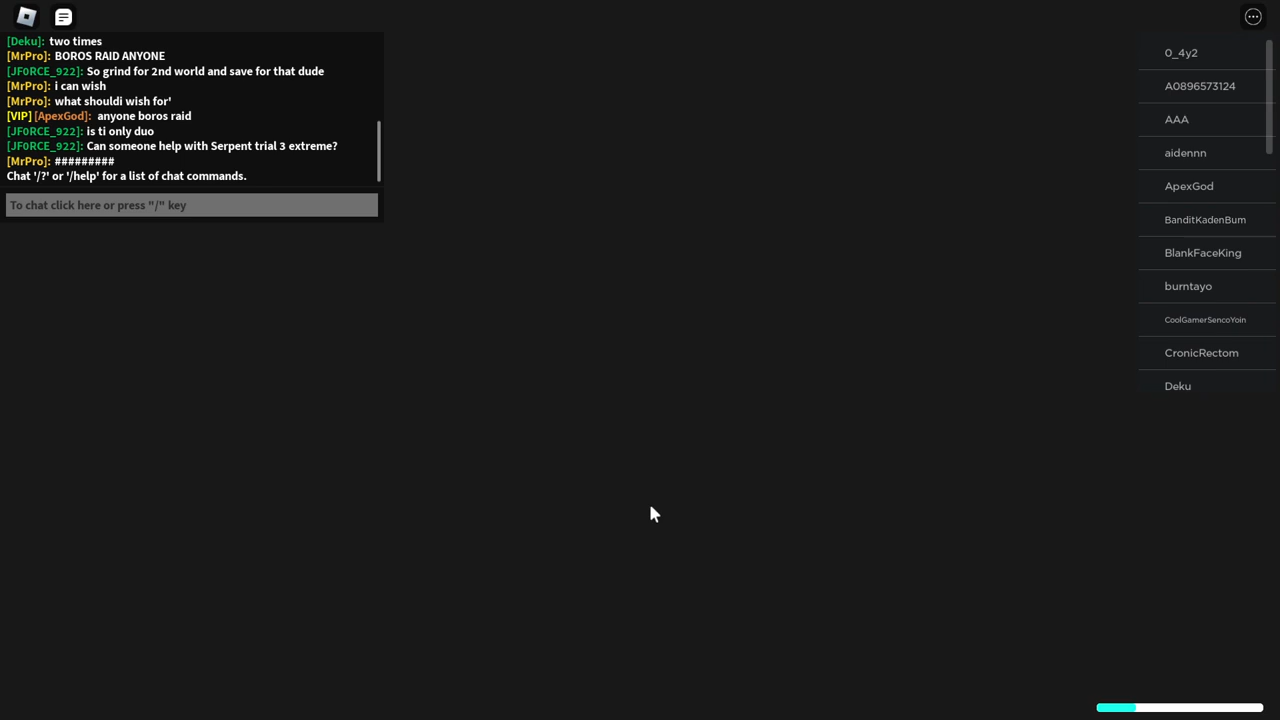 [Deku]: two times
[MrPro]: BOROS RAID ANYONE
[JF0RCE_922]: So grind for 2nd world and save for that dude
[MrPro]: i can wish
[MrPro]: what shouldi wish for'
[VIP] [ApexGod]: anyone boros raid
[JF0RCE_922]: is ti only duo
[JF0RCE_922]: Can someone help with Serpent trial 3 extreme?
[MrPro]: #########
Chat '/?' or '/help' for a list of chat commands.
To chat click here or press "/" key
0_4y2
A0896573124
AAA
aidennn
ApexGod
BanditKadenBum
BlankFaceKing
burntayo
CoolGamerSencoYoin
CronicRectom
Deku